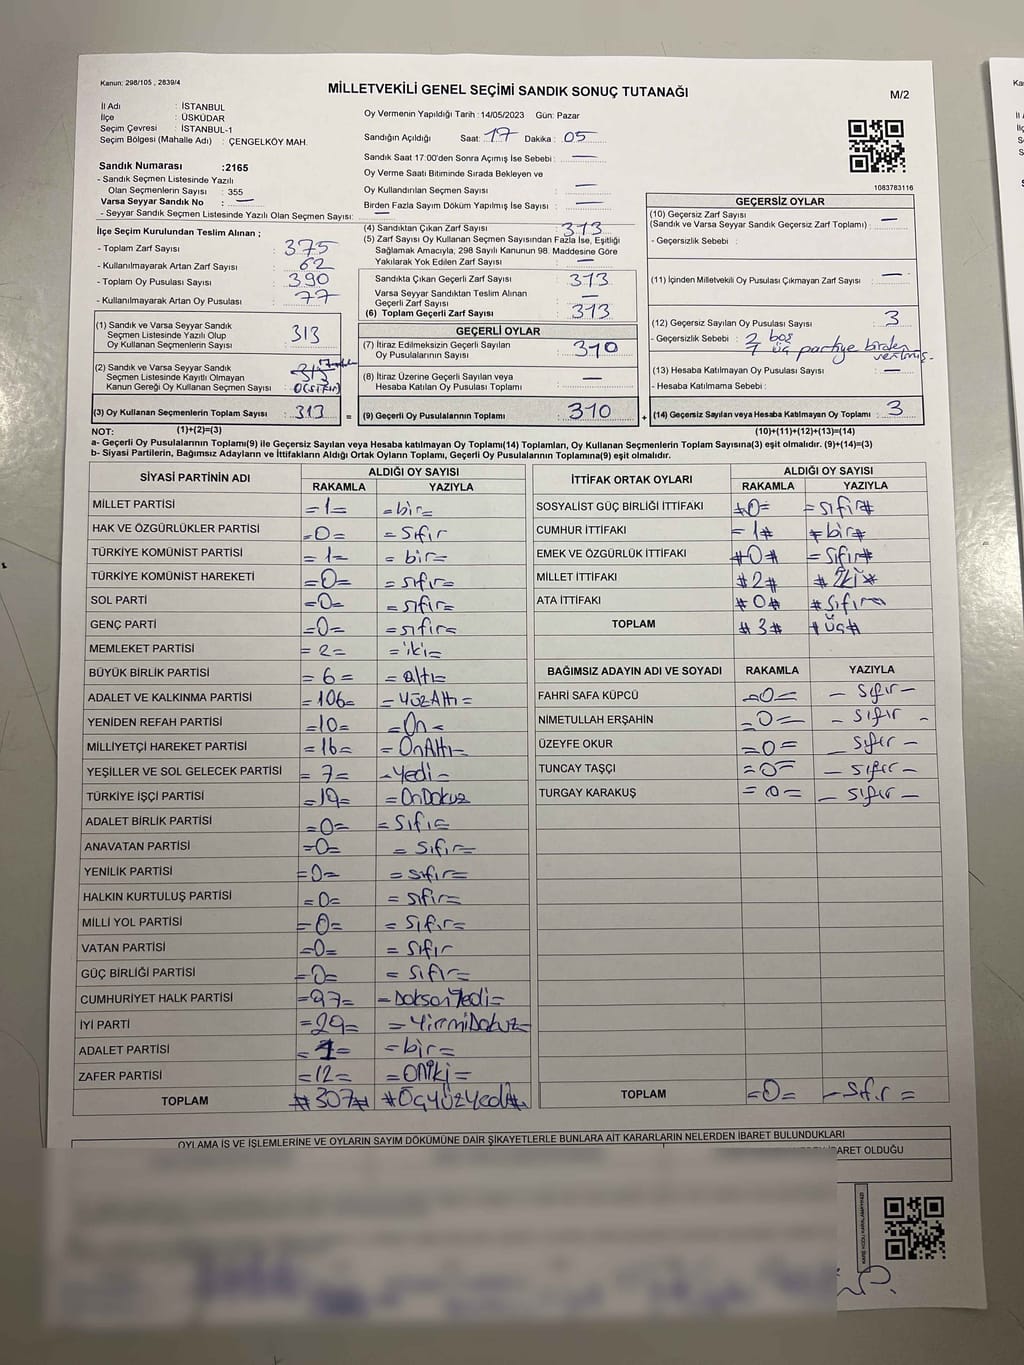 Kanun: 298/105 , 2839/4
MİLLETVEKİLİ GENEL SEÇİMİ SANDIK SONUÇ TUTANAĞI
M/2
İl Adı : İSTANBUL
İlçe : ÜSKÜDAR
Seçim Çevresi : İSTANBUL-1
Seçim Bölgesi (Mahalle Adı) : ÇENGELKÖY MAH.
Oy Vermenin Yapıldığı Tarih : 14/05/2023 Gün: Pazar
Sandığın Açıldığı Saat: 17 Dakika : 05
Sandık Saat 17:00'den Sonra Açımış İse Sebebi : —
Oy Verme Saati Bitiminde Sırada Bekleyen ve
Oy Kullandırılan Seçmen Sayısı : —
Birden Fazla Sayım Döküm Yapılmış İse Sayısı : —
1083783116
Sandık Numarası :2165
- Sandık Seçmen Listesinde Yazılı
Olan Seçmenlerin Sayısı : 355
Varsa Seyyar Sandık No : —
- Seyyar Sandık Seçmen Listesinde Yazılı Olan Seçmen Sayısı: —
İlçe Seçim Kurulundan Teslim Alınan ;
- Toplam Zarf Sayısı : 375
- Kullanılmayarak Artan Zarf Sayısı : 62
- Toplam Oy Pusulası Sayısı : 390
- Kullanılmayarak Artan Oy Pusulası : 77
(1) Sandık ve Varsa Seyyar Sandık
Seçmen Listesinde Yazılı Olup
Oy Kullanan Seçmenlerin Sayısı : 313
(2) Sandık ve Varsa Seyyar Sandık
Seçmen Listesinde Kayıtlı Olmayan
Kanun Gereği Oy Kullanan Seçmen Sayısı : 0 (sıfır)
(3) Oy Kullanan Seçmenlerin Toplam Sayısı : 313 =
(1)+(2)=(3)
(4) Sandıktan Çıkan Zarf Sayısı : 313
(5) Zarf Sayısı Oy Kullanan Seçmen Sayısından Fazla İse, Eşitliği
Sağlamak Amacıyla, 298 Sayılı Kanunun 98. Maddesine Göre
Yakılarak Yok Edilen Zarf Sayısı : —
Sandıkta Çıkan Geçerli Zarf Sayısı : 313
Varsa Seyyar Sandıktan Teslim Alınan
Geçerli Zarf Sayısı : —
(6) Toplam Geçerli Zarf Sayısı : 313
GEÇERLİ OYLAR
(7) İtiraz Edilmeksizin Geçerli Sayılan
Oy Pusulalarının Sayısı : 310
(8) İtiraz Üzerine Geçerli Sayılan veya
Hesaba Katılan Oy Pusulası Toplamı : —
(9) Geçerli Oy Pusulalarının Toplamı : 310 +
GEÇERSİZ OYLAR
(10) Geçersiz Zarf Sayısı
(Sandık ve Varsa Sandık Geçersiz Zarf Toplamı) : —
- Geçersizlik Sebebi :
(11) İçinden Milletvekili Oy Pusulası Çıkmayan Zarf Sayısı : —
(12) Geçersiz Sayılan Oy Pusulası Sayısı : 3
- Geçersizlik Sebebi : 2 boş
1 üç partiye birden verilmiş.
(13) Hesaba Katılmayan Oy Pusulası Sayısı : —
- Hesaba Katılmama Sebebi :
(14) Geçersiz Sayılan veya Hesaba Katılmayan Oy Toplamı : 3
(10)+(11)+(12)+(13)=(14)
NOT:
a- Geçerli Oy Pusulalarının Toplamı(9) ile Geçersiz Sayılan veya Hesaba katılmayan Oy Toplamı(14) Toplamları, Oy Kullanan Seçmenlerin Toplam Sayısına(3) eşit olmalıdır. (9)+(14)=(3)
b- Siyasi Partilerin, Bağımsız Adayların ve İttifakların Aldığı Ortak Oyların Toplamı, Geçerli Oy Pusulalarının Toplamına(9) eşit olmalıdır.
SİYASİ PARTİNİN ADI ALDIĞI OY SAYISI
RAKAMLA YAZIYLA
MİLLET PARTİSİ =1= =bir=
HAK VE ÖZGÜRLÜKLER PARTİSİ =0= =Sıfır
TÜRKİYE KOMÜNİST PARTİSİ =1= =bir=
TÜRKİYE KOMÜNİST HAREKETİ =0= =sıfır=
SOL PARTİ =0= =sıfır=
GENÇ PARTİ =0= =sıfır=
MEMLEKET PARTİSİ =2= =iki=
BÜYÜK BİRLİK PARTİSİ =6= =altı=
ADALET VE KALKINMA PARTİSİ =106= =YüzAltı=
YENİDEN REFAH PARTİSİ =10= =On=
MİLLİYETÇİ HAREKET PARTİSİ =16= =OnAltı=
YEŞİLLER VE SOL GELECEK PARTİSİ =7= =Yedi=
TÜRKİYE İŞÇİ PARTİSİ =19= =OnDokuz
ADALET BİRLİK PARTİSİ =0= =Sıfır=
ANAVATAN PARTİSİ =0= =sıfır=
YENİLİK PARTİSİ =0= =sıfır=
HALKIN KURTULUŞ PARTİSİ =0= =sıfır=
MİLLİ YOL PARTİSİ =0= =Sıfır=
VATAN PARTİSİ =0= =Sıfır
GÜÇ BİRLİĞİ PARTİSİ =0= =sıfır=
CUMHURİYET HALK PARTİSİ =97= =DoksanYedi=
İYİ PARTİ =29= =YirmiDokuz=
ADALET PARTİSİ =1= =bir=
ZAFER PARTİSİ =12= =Oniki=
TOPLAM #307# #ÜçYüzYedi#
İTTİFAK ORTAK OYLARI ALDIĞI OY SAYISI
RAKAMLA YAZIYLA
SOSYALİST GÜÇ BİRLİĞİ İTTİFAKI #0= =sıfır#
CUMHUR İTTİFAKI =1# #bir#
EMEK VE ÖZGÜRLÜK İTTİFAKI #0# =Sıfır#
MİLLET İTTİFAKI #2# #İki#
ATA İTTİFAKI #0# #Sıfır#
TOPLAM #3# #üç#
BAĞIMSIZ ADAYIN ADI VE SOYADI RAKAMLA YAZIYLA
FAHRİ SAFA KÜPCÜ =0= — Sıfır —
NİMETULLAH ERŞAHİN =0= — Sıfır —
ÜZEYFE OKUR =0= — Sıfır —
TUNCAY TAŞÇI =0= — Sıfır —
TURGAY KARAKUŞ =0= — Sıfır —
TOPLAM =0= — Sıfır =
OYLAMA İŞ VE İŞLEMLERİNE VE OYLARIN SAYIM DÖKÜMÜNE DAİR ŞİKAYETLERLE BUNLARA AİT KARARLARIN NELERDEN İBARET BULUNDUKLARI
İBARET OLDUĞU